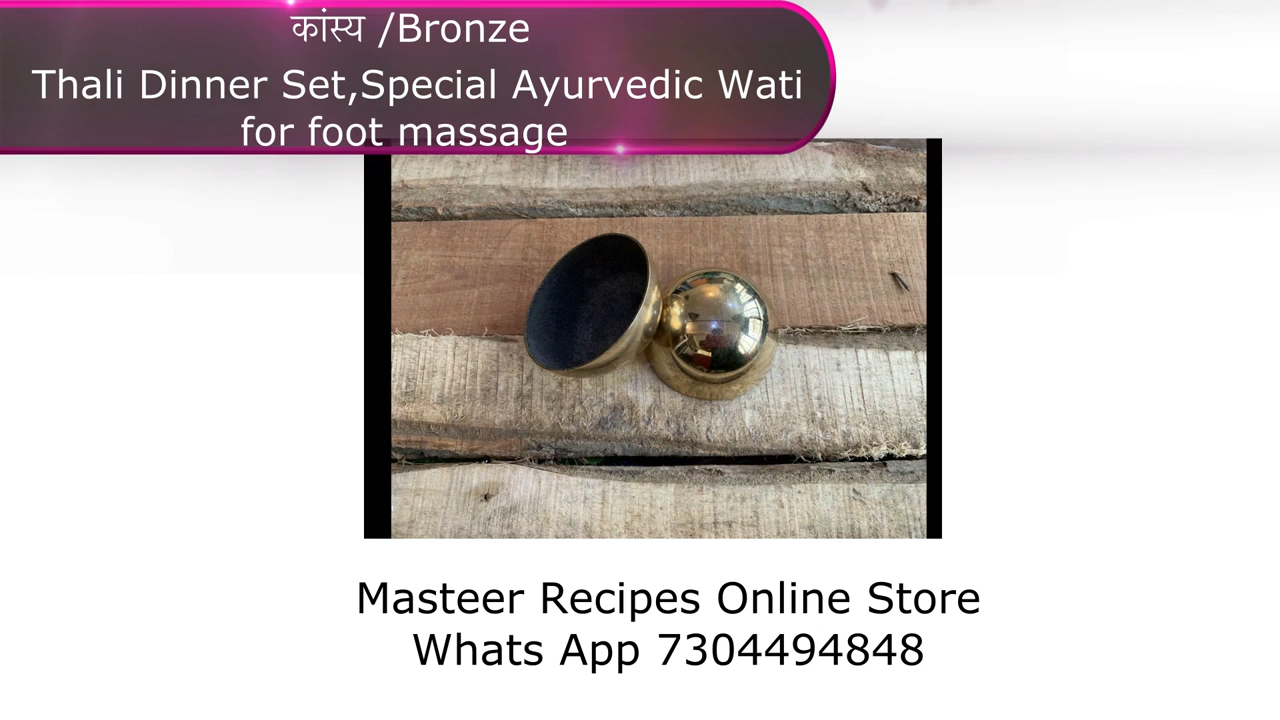 कांस्य /Bronze
Thali Dinner Set,Special Ayurvedic Wati
for foot massage
Masteer Recipes Online Store
Whats App 7304494848